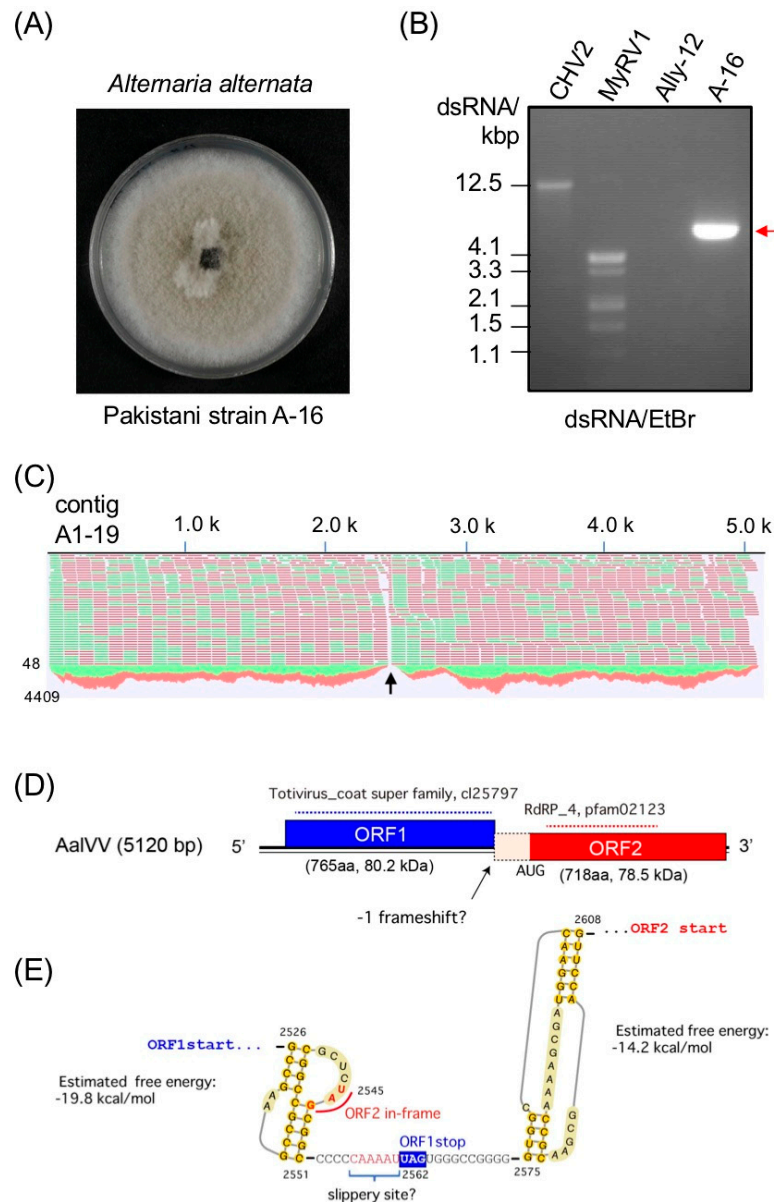 (A)
Alternaria alternata
Pakistani strain A-16
(B)
dsRNA/
kbp
CHV2
MyRV1
Ally-12
A-16
12.5
4.1
3.3
2.1
1.5
1.1
dsRNA/EtBr
(C)
contig
A1-19
1.0 k
2.0 k
3.0 k
4.0 k
5.0 k
48
4409
(D)
Totivirus_coat super family, cl25797
RdRP_4, pfam02123
AalVV (5120 bp)
5’
ORF1
ORF2
3’
(765aa, 80.2 kDa)
AUG
(718aa, 78.5 kDa)
-1 frameshift?
(E)
2526
ORF1start...
Estimated free energy:
-19.8 kcal/mol
2545
ORF2 in-frame
2551
ORF1stop
CCCCCCAAAAUUAGUGGGCCGGGG
2562
slippery site?
2575
2608
...ORF2 start
Estimated free energy:
-14.2 kcal/mol